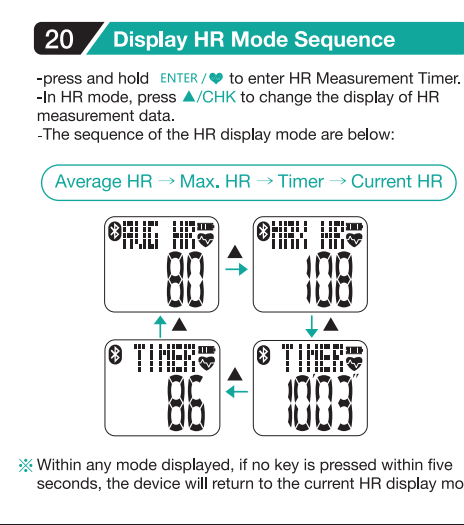 20 Display HR Mode Sequence
-press and hold ENTER / ♥ to enter HR Measurement Timer.
-In HR mode, press ▲/CHK to change the display of HR
measurement data.
-The sequence of the HR display mode are below:
Average HR → Max. HR → Timer → Current HR
AVG HR
80
▲
→
MAX HR
108
↑ ▲
↓ ▲
TIMER
86
▲
←
TIMER
10'03"
※ Within any mode displayed, if no key is pressed within five
seconds, the device will return to the current HR display mo